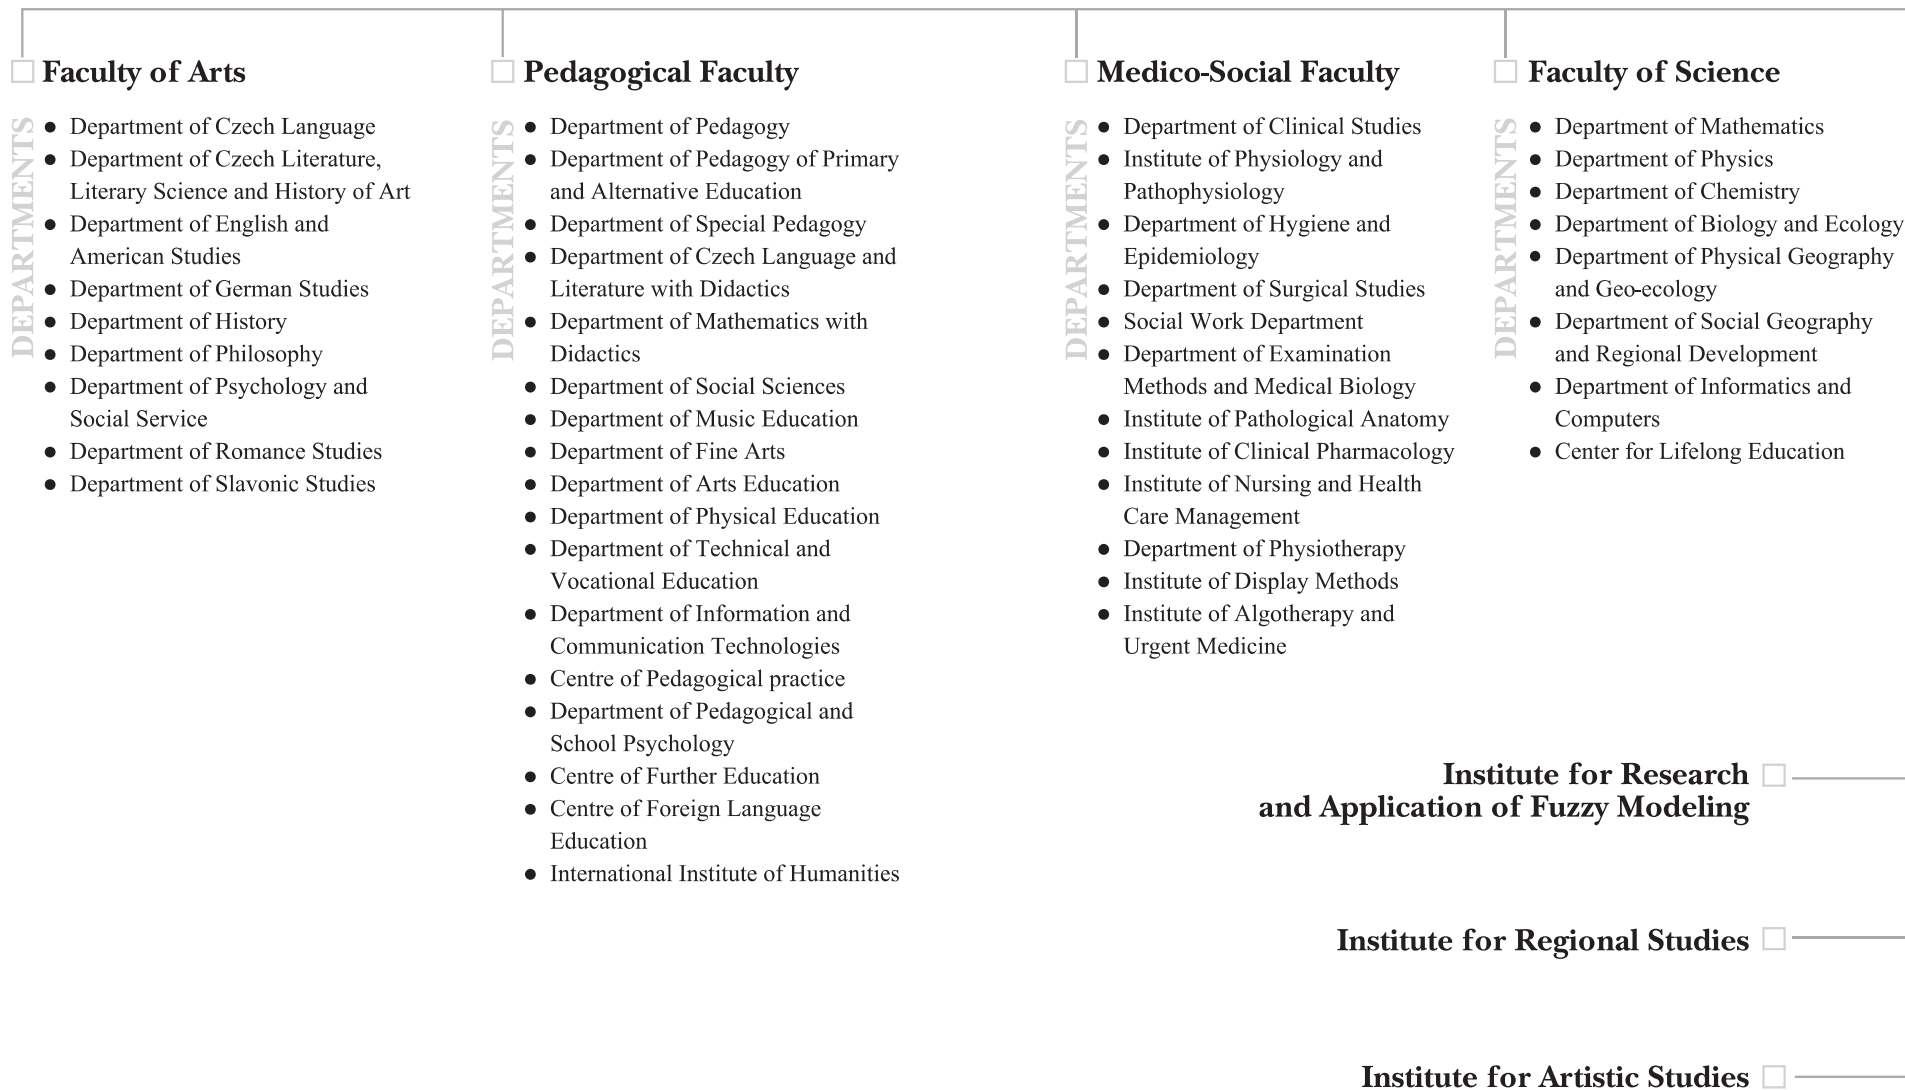 Faculty of Arts
DEPARTMENTS
● Department of Czech Language
● Department of Czech Literature,
Literary Science and History of Art
● Department of English and
American Studies
● Department of German Studies
● Department of History
● Department of Philosophy
● Department of Psychology and
Social Service
● Department of Romance Studies
● Department of Slavonic Studies
Pedagogical Faculty
DEPARTMENTS
● Department of Pedagogy
● Department of Pedagogy of Primary
and Alternative Education
● Department of Special Pedagogy
● Department of Czech Language and
Literature with Didactics
● Department of Mathematics with
Didactics
● Department of Social Sciences
● Department of Music Education
● Department of Fine Arts
● Department of Arts Education
● Department of Physical Education
● Department of Technical and
Vocational Education
● Department of Information and
Communication Technologies
● Centre of Pedagogical practice
● Department of Pedagogical and
School Psychology
● Centre of Further Education
● Centre of Foreign Language
Education
● International Institute of Humanities
Medico-Social Faculty
DEPARTMENTS
● Department of Clinical Studies
● Institute of Physiology and
Pathophysiology
● Department of Hygiene and
Epidemiology
● Department of Surgical Studies
● Social Work Department
● Department of Examination
Methods and Medical Biology
● Institute of Pathological Anatomy
● Institute of Clinical Pharmacology
● Institute of Nursing and Health
Care Management
● Department of Physiotherapy
● Institute of Display Methods
● Institute of Algotherapy and
Urgent Medicine
Faculty of Science
DEPARTMENTS
● Department of Mathematics
● Department of Physics
● Department of Chemistry
● Department of Biology and Ecology
● Department of Physical Geography
and Geo-ecology
● Department of Social Geography
and Regional Development
● Department of Informatics and
Computers
● Center for Lifelong Education
Institute for Research
and Application of Fuzzy Modeling
Institute for Regional Studies
Institute for Artistic Studies